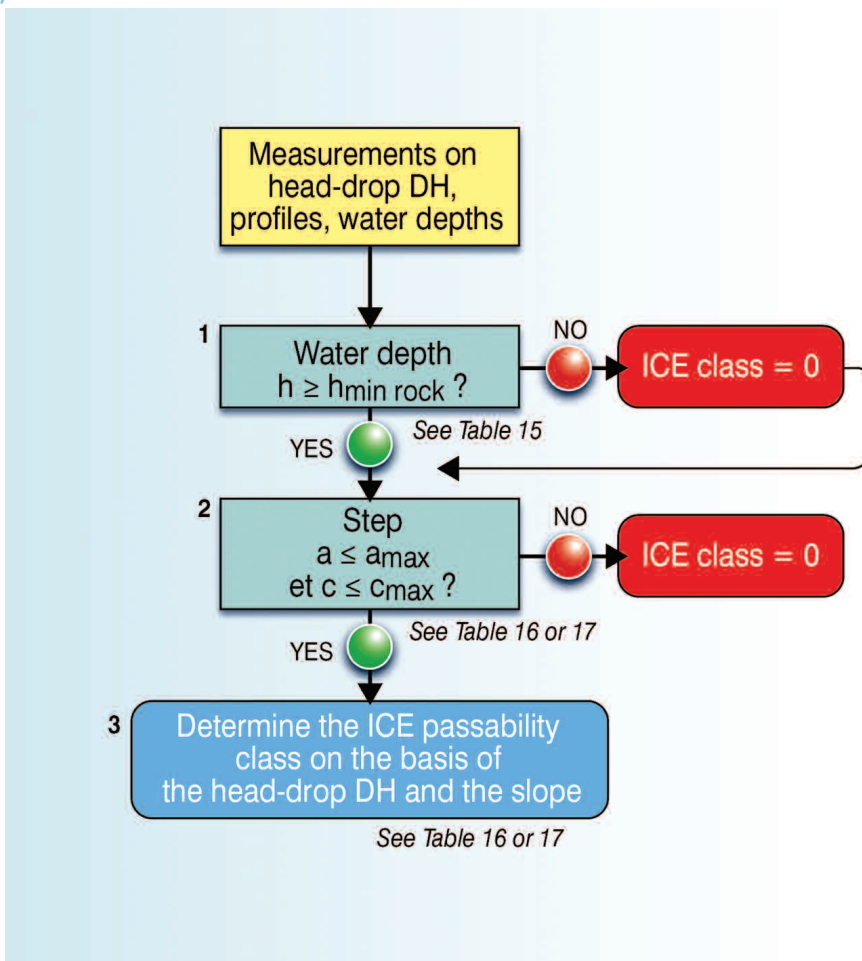 Measurements on
head-drop DH,
profiles, water depths
1
Water depth
h ≥ hmin rock ?
NO
ICE class = 0
YES
See Table 15
2
Step
a ≤ amax
et c ≤ cmax ?
NO
ICE class = 0
YES
See Table 16 or 17
3
Determine the ICE passability
class on the basis of
the head-drop DH and the slope
See Table 16 or 17